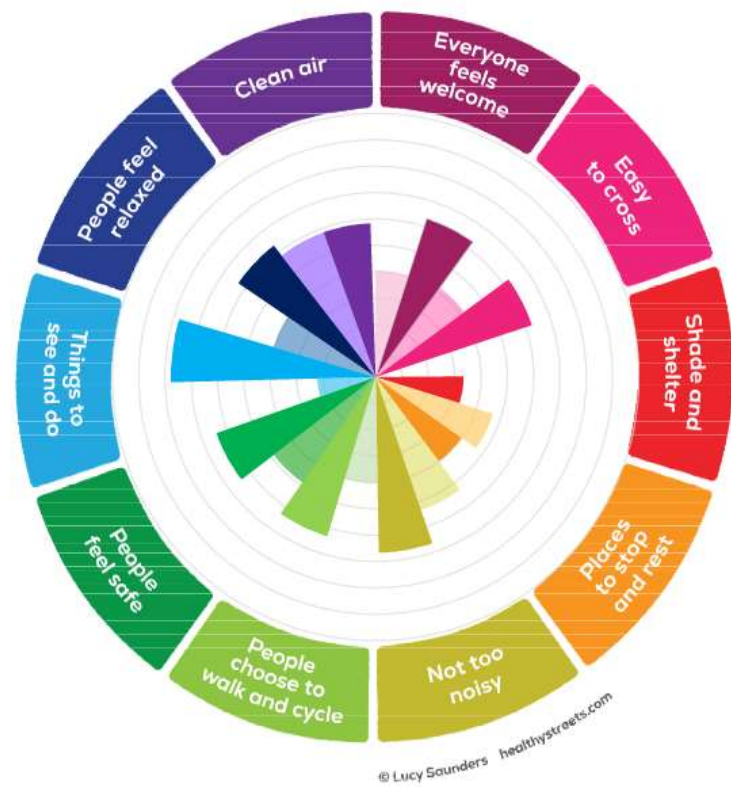 Everyone
feels
welcome
Easy
to cross
Shade and
shelter
Places
to stop
and rest
Not too
noisy
People
choose to
walk and cycle
People
feel safe
Things to
see and do
People feel
relaxed
Clean air
© Lucy Saunders healthystreets.com